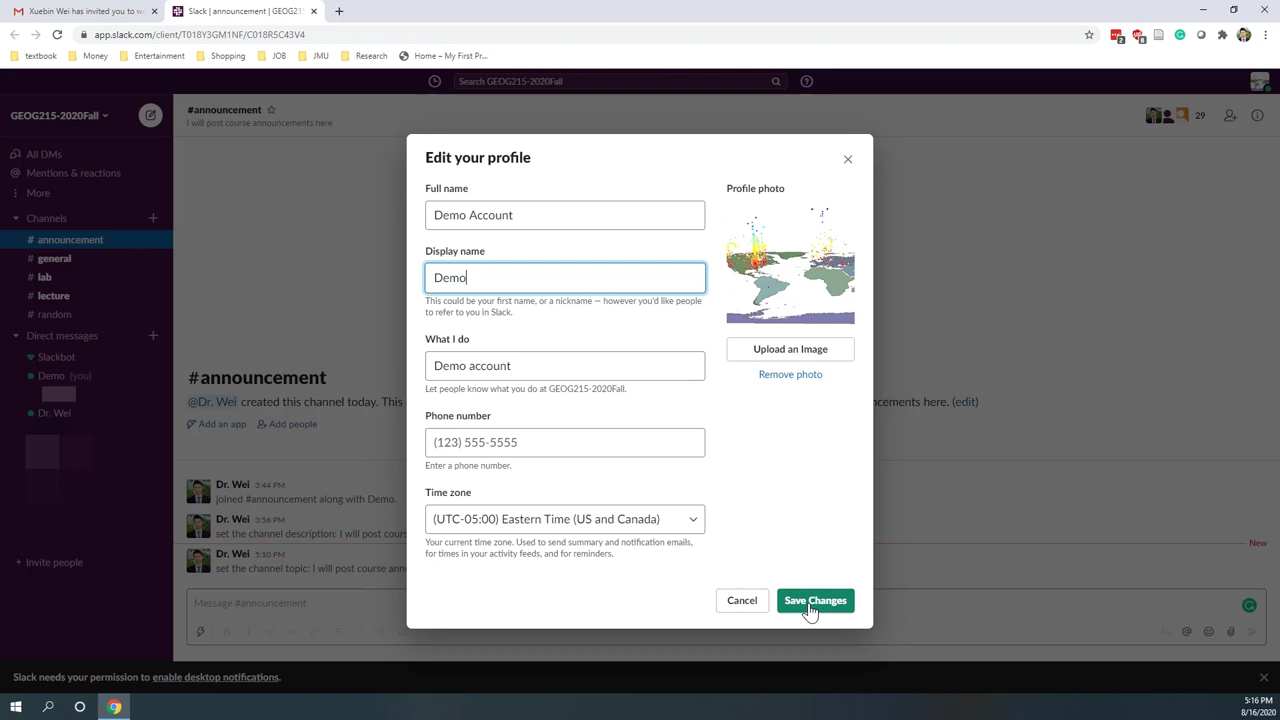 Xuebin Wei has invited you to we
Slack | announcement | GEOG21
app.slack.com/client/T018Y3GM1NF/C018R5C43V4
2
8
textbook
Money
Entertainment
Shopping
JOB
JMU
Research
Home – My First Pr...
Search GEOG215-2020Fall
GEOG215-2020Fall
#announcement
I will post course announcements here
29
All DMs
Mentions & reactions
More
Channels
# announcement
# general
# lab
# lecture
# random
Direct messages
Slackbot
Demo (you)
Dr. Wei
+ Invite people
#announcement
@Dr. Wei created this channel today. This
ncements here. (edit)
Add an app
Add people
Dr. Wei 3:44 PM
joined #announcement along with Demo.
Dr. Wei 3:56 PM
set the channel description: I will post cours
New
Dr. Wei 5:10 PM
set the channel topic: I will post course anno
Message #announcement
Edit your profile
Full name
Demo Account
Display name
Demo
This could be your first name, or a nickname — however you'd like people
to refer to you in Slack.
What I do
Demo account
Let people know what you do at GEOG215-2020Fall.
Phone number
(123) 555-5555
Enter a phone number.
Time zone
(UTC-05:00) Eastern Time (US and Canada)
Your current time zone. Used to send summary and notification emails,
for times in your activity feeds, and for reminders.
Profile photo
Upload an Image
Remove photo
Cancel
Save Changes
Slack needs your permission to enable desktop notifications.
5:16 PM
8/16/2020